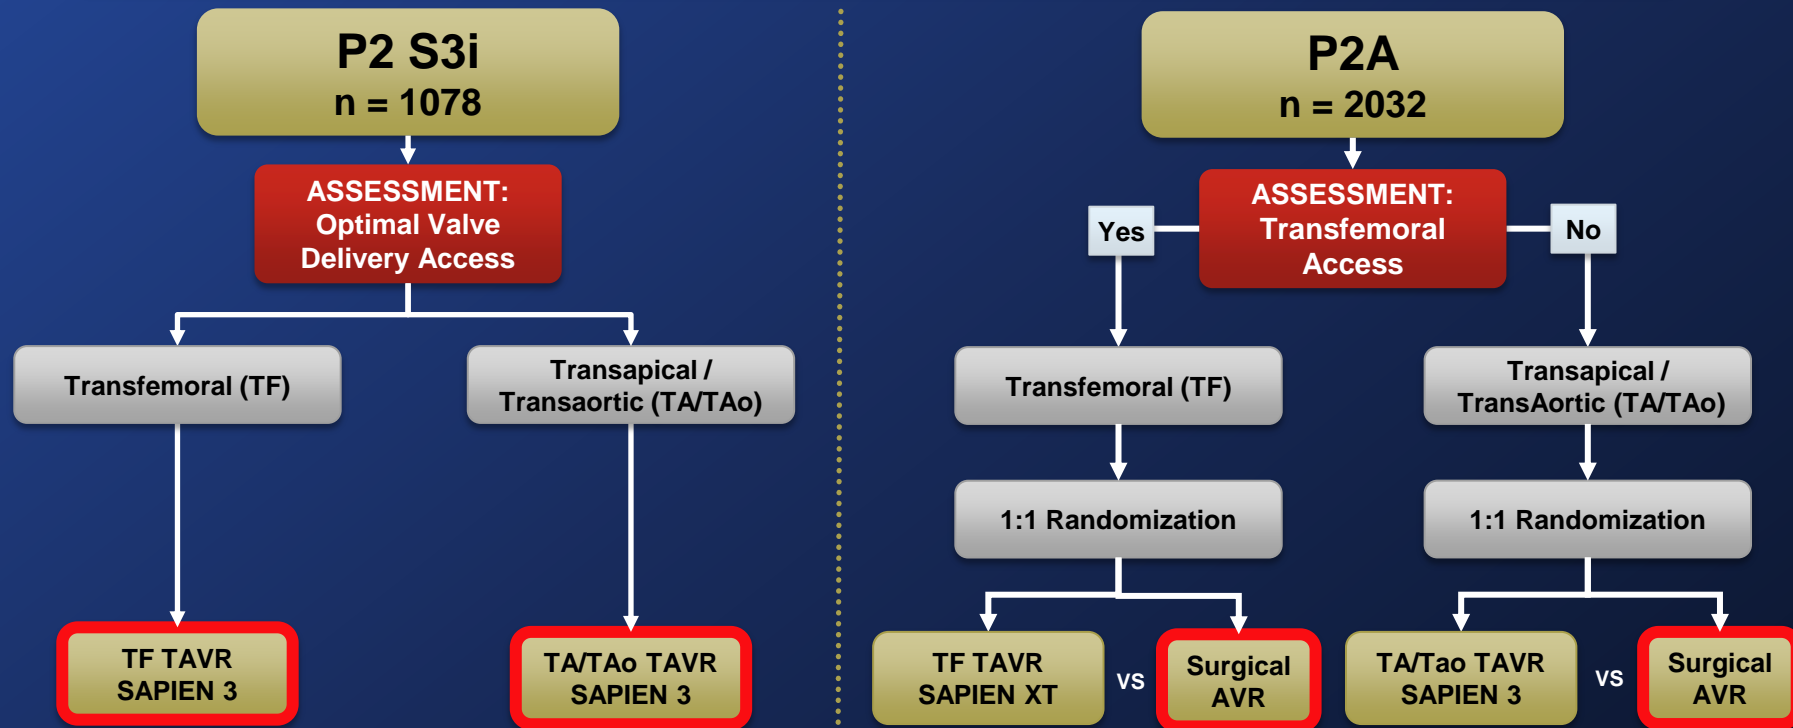 P2 S3i
n = 1078
ASSESSMENT:
Optimal Valve
Delivery Access
Transfemoral (TF)
Transapical /
Transaortic (TA/TAo)
TF TAVR
SAPIEN 3
TA/TAo TAVR
SAPIEN 3
P2A
n = 2032
ASSESSMENT:
Transfemoral
Access
Yes
No
Transfemoral (TF)
Transapical /
TransAortic (TA/TAo)
1:1 Randomization
1:1 Randomization
TF TAVR
SAPIEN XT
VS
Surgical
AVR
TA/Tao TAVR
SAPIEN 3
VS
Surgical
AVR